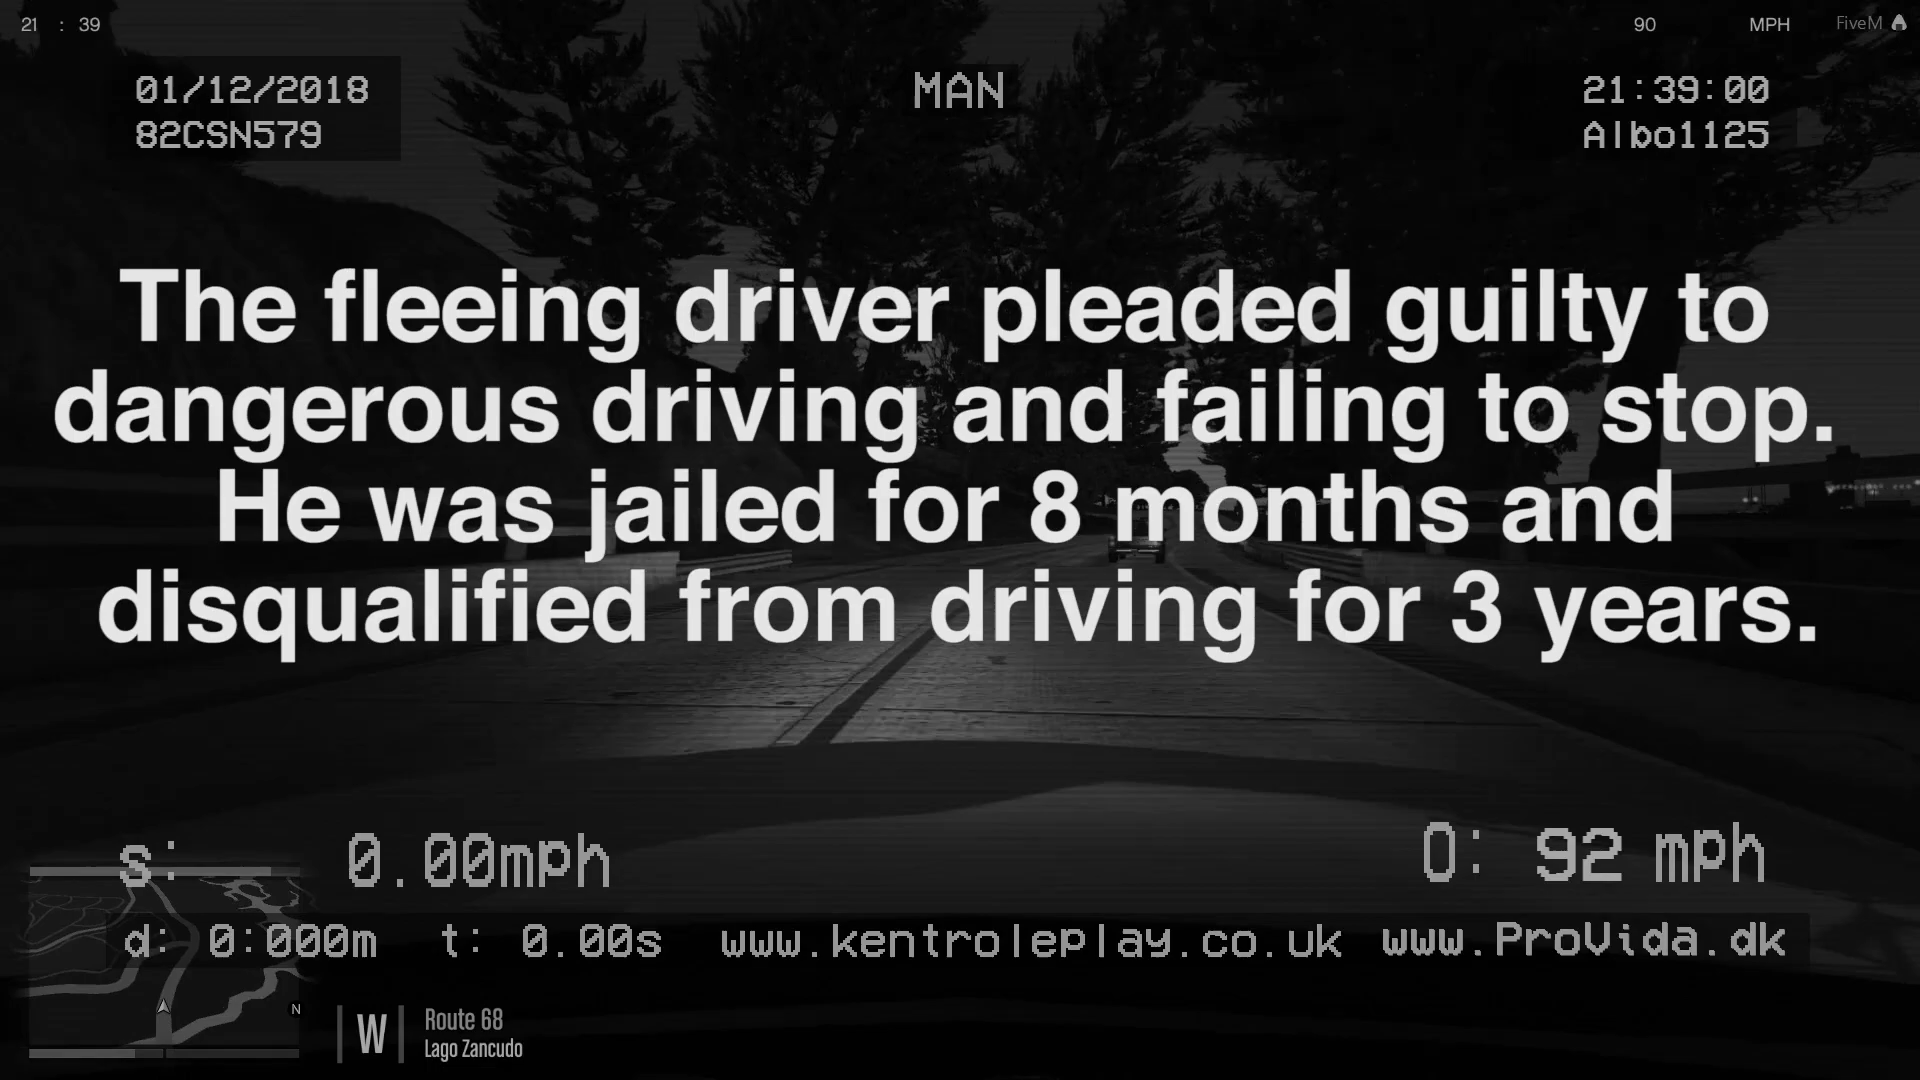 21 : 39
90 MPH FiveM
01/12/2018
82CSN579
MAN
21:39:00
Albo1125
The fleeing driver pleaded guilty to
dangerous driving and failing to stop.
He was jailed for 8 months and
disqualified from driving for 3 years.
s: 0.00mph
O: 92 mph
d: 0:000m t: 0.00s www.kentroleplay.co.uk www.ProVida.dk
N
W
Route 68
Lago Zancudo